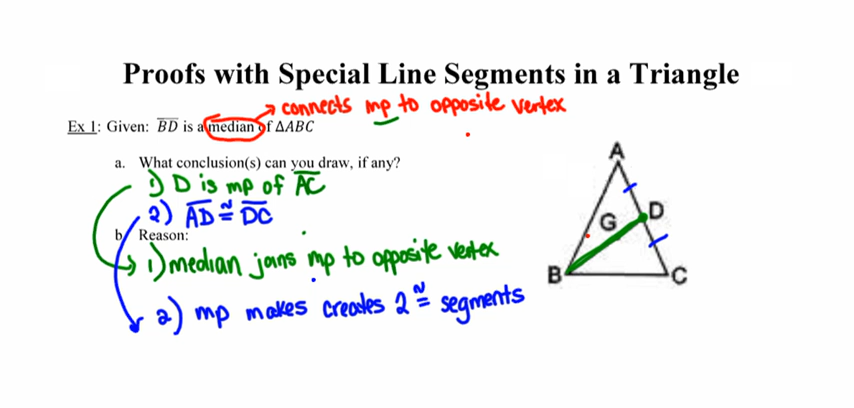 Proofs with Special Line Segments in a Triangle
connects mp to opposite vertex
Ex 1: Given: BD is a median of ΔABC
a. What conclusion(s) can you draw, if any?
1) D is mp of AC
2) AD ≅ DC
b. Reason:
1) median joins mp to opposite vertex
2) mp makes creates 2 ≅ segments
A
D
G
B
C